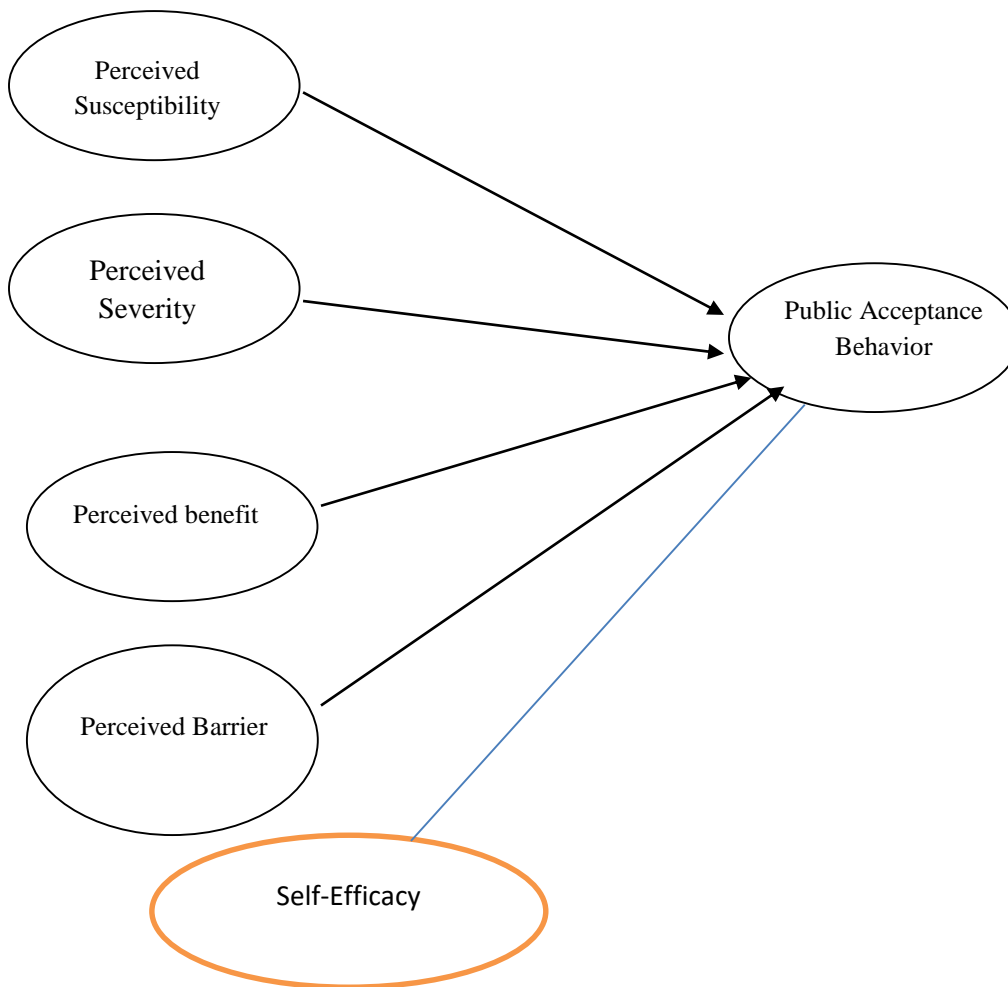 Perceived
Susceptibility
Perceived
Severity
Public Acceptance
Behavior
Perceived benefit
Perceived Barrier
Self-Efficacy